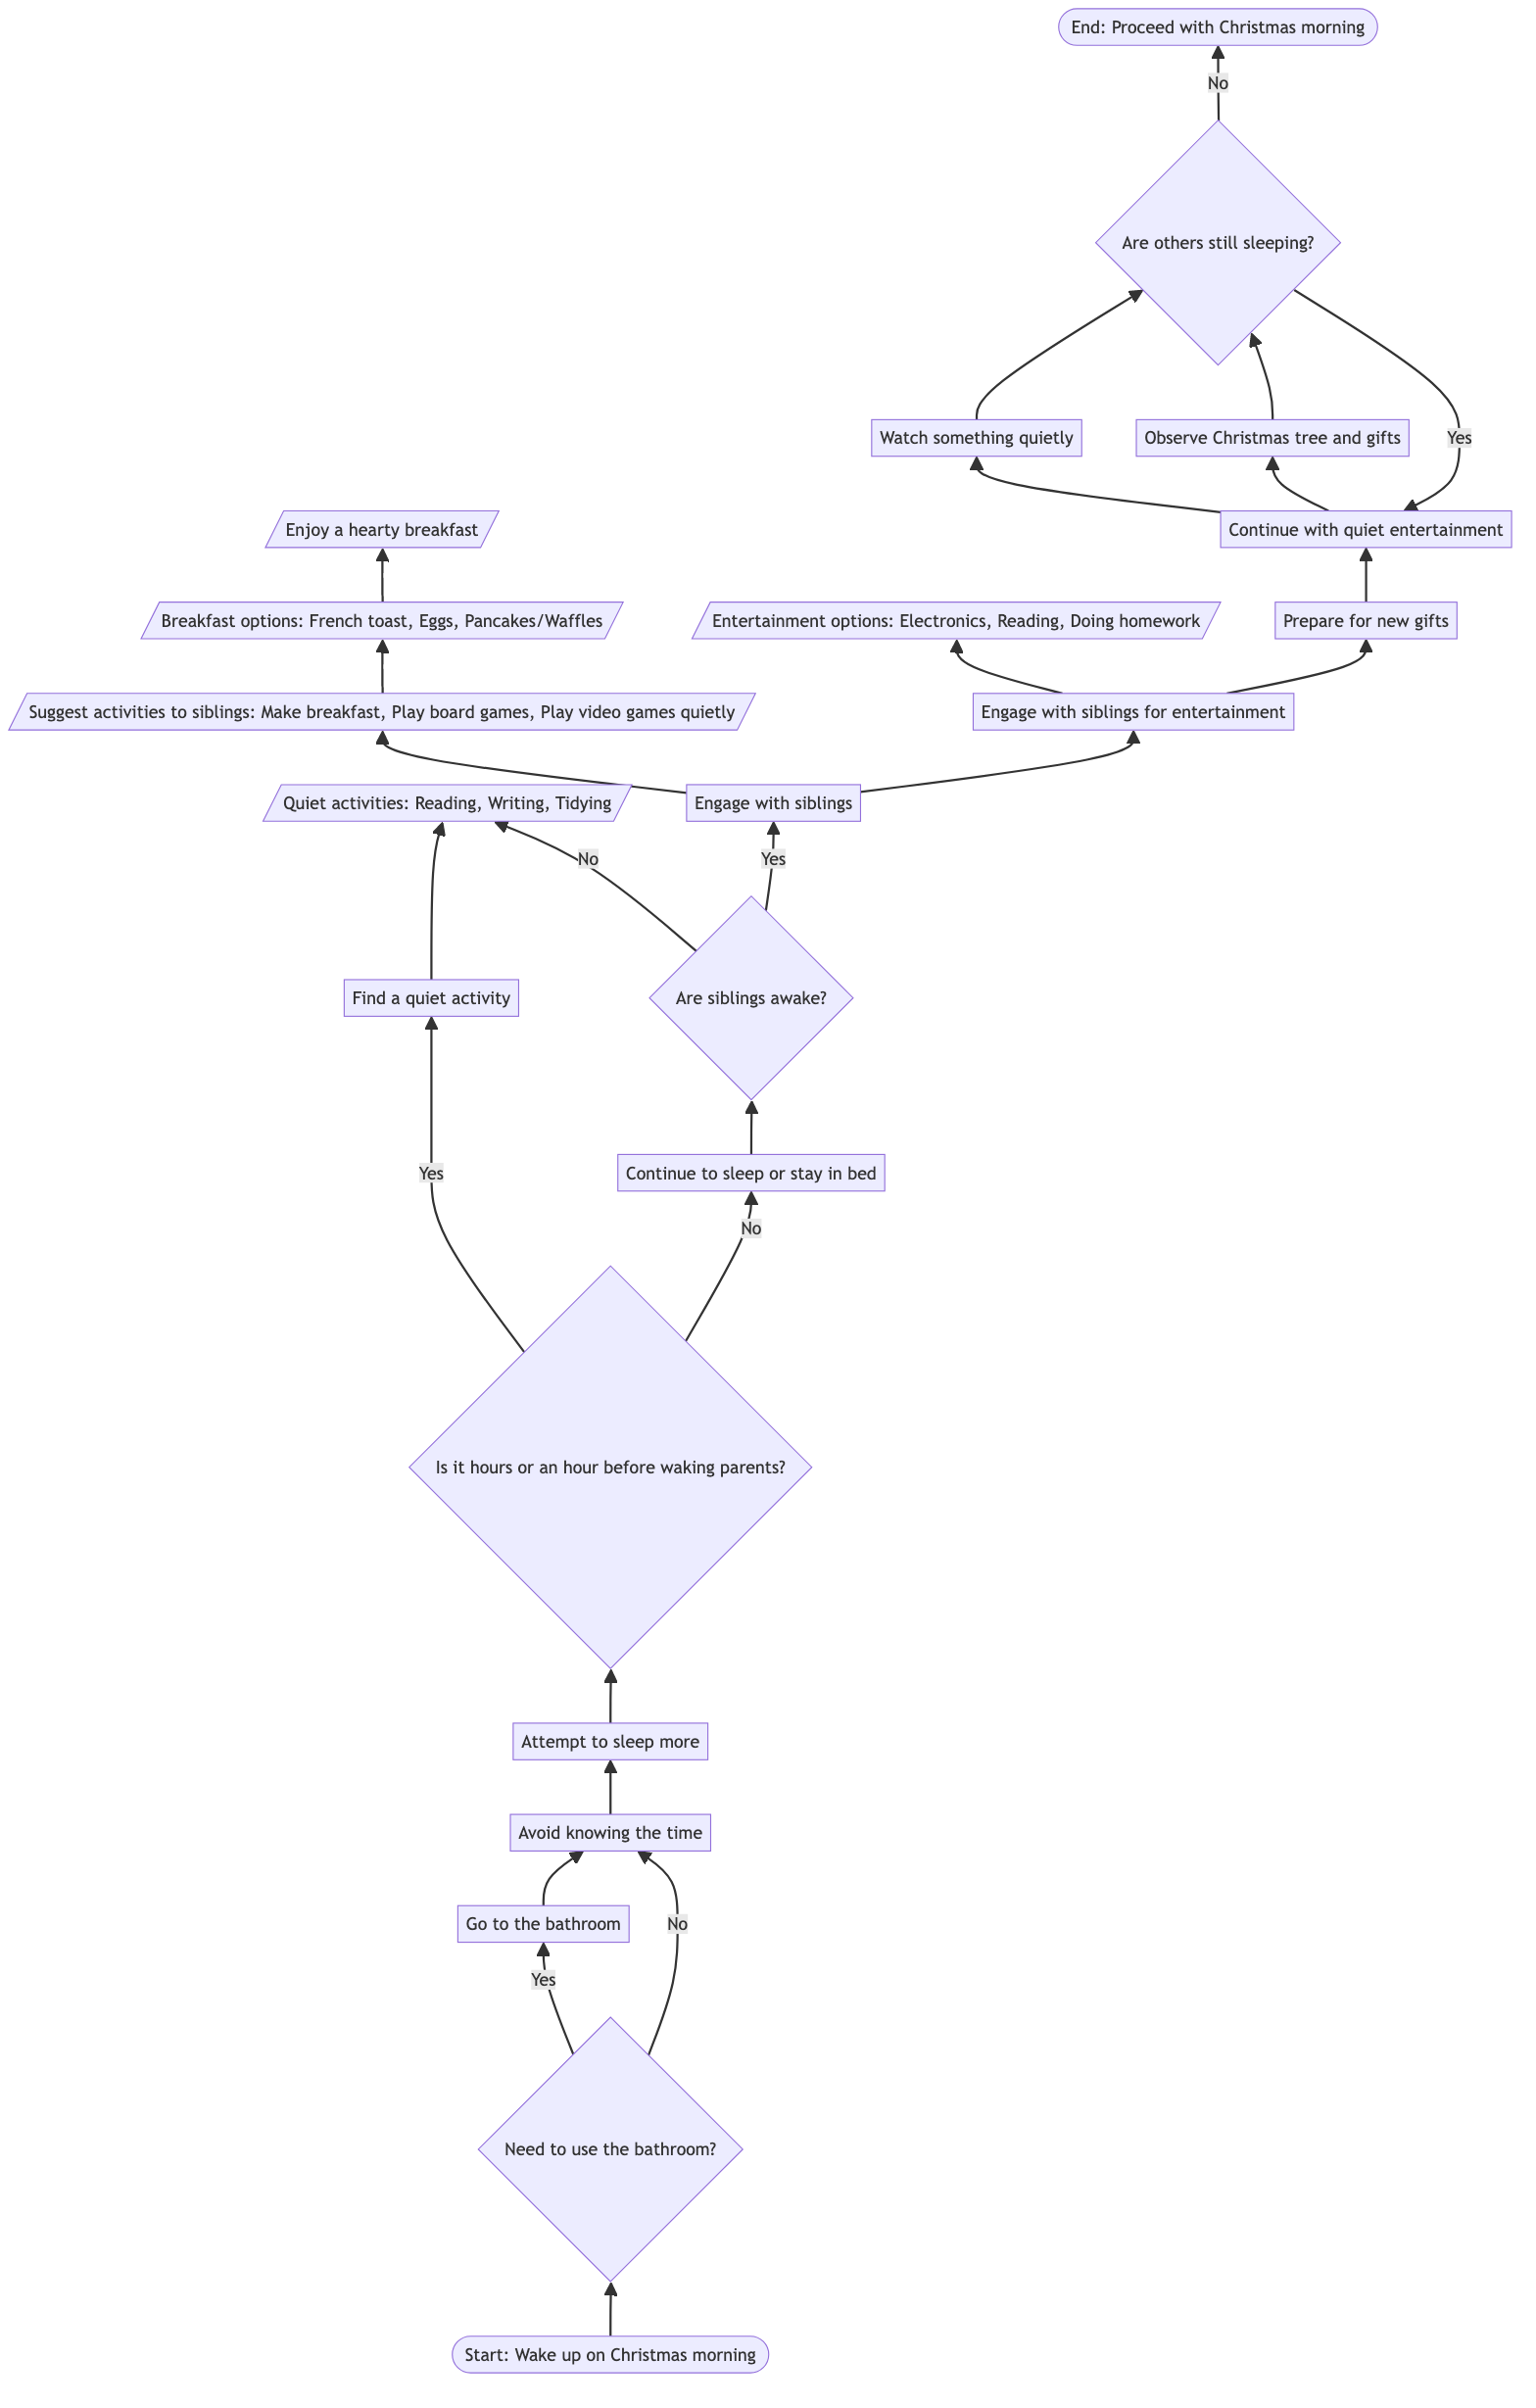 End: Proceed with Christmas morning
No
Are others still sleeping?
Watch something quietly
Observe Christmas tree and gifts
Yes
Enjoy a hearty breakfast
Continue with quiet entertainment
Breakfast options: French toast, Eggs, Pancakes/Waffles
Entertainment options: Electronics, Reading, Doing homework
Prepare for new gifts
Suggest activities to siblings: Make breakfast, Play board games, Play video games quietly
Engage with siblings for entertainment
Quiet activities: Reading, Writing, Tidying
Engage with siblings
No
Yes
Find a quiet activity
Are siblings awake?
Yes
Continue to sleep or stay in bed
No
Is it hours or an hour before waking parents?
Attempt to sleep more
Avoid knowing the time
Go to the bathroom
No
Yes
Need to use the bathroom?
Start: Wake up on Christmas morning